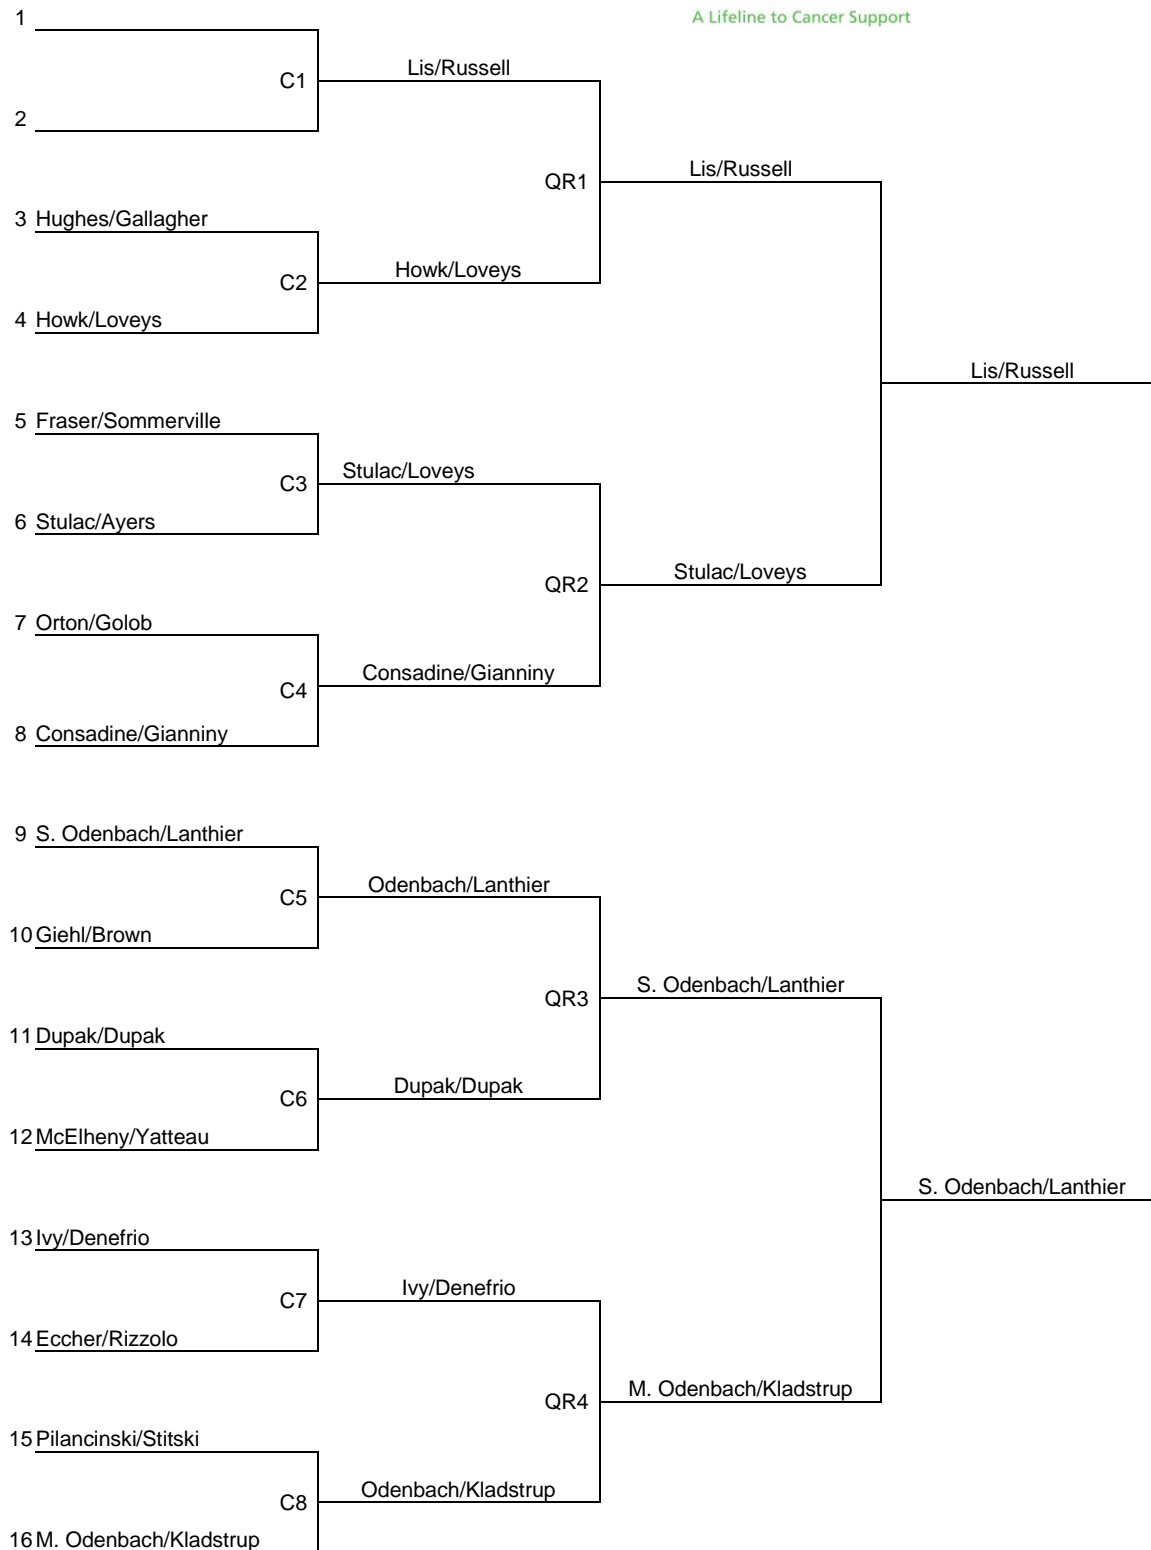 A Lifeline to Cancer Support
1
Lis/Russell
C1
2
Lis/Russell
QR1
3 Hughes/Gallagher
Howk/Loveys
C2
4 Howk/Loveys
Lis/Russell
5 Fraser/Sommerville
Stulac/Loveys
C3
6 Stulac/Ayers
Stulac/Loveys
QR2
7 Orton/Golob
Consadine/Gianniny
C4
8 Consadine/Gianniny
9 S. Odenbach/Lanthier
Odenbach/Lanthier
C5
10 Giehl/Brown
S. Odenbach/Lanthier
QR3
11 Dupak/Dupak
Dupak/Dupak
C6
12 McElheny/Yatteau
S. Odenbach/Lanthier
13 Ivy/Denefrio
Ivy/Denefrio
C7
14 Eccher/Rizzolo
M. Odenbach/Kladstrup
QR4
15 Pilancinski/Stitski
Odenbach/Kladstrup
C8
16 M. Odenbach/Kladstrup